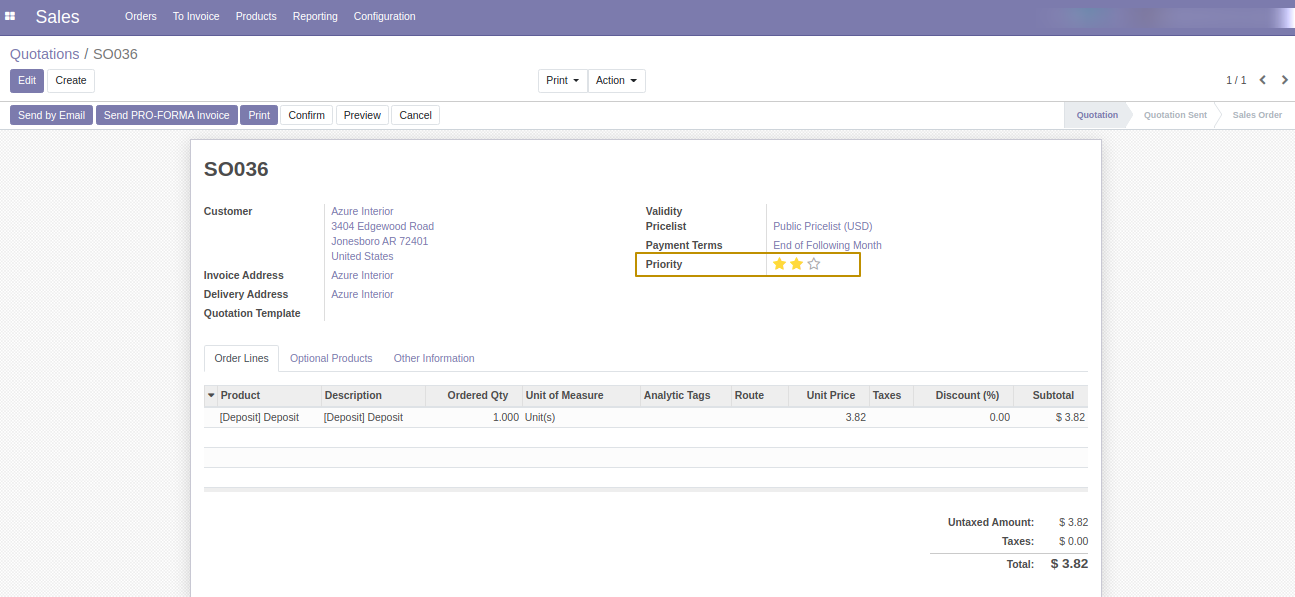 Sales Orders To Invoice Products Reporting Configuration
Quotations / SO036
Edit Create Print Action 1 / 1
Send by Email Send PRO-FORMA Invoice Print Confirm Preview Cancel Quotation Quotation Sent Sales Order
SO036
Customer Azure Interior
3404 Edgewood Road
Jonesboro AR 72401
United States
Invoice Address Azure Interior
Delivery Address Azure Interior
Quotation Template
Validity
Pricelist Public Pricelist (USD)
Payment Terms End of Following Month
Priority
Order Lines Optional Products Other Information
Product Description Ordered Qty Unit of Measure Analytic Tags Route Unit Price Taxes Discount (%) Subtotal
[Deposit] Deposit [Deposit] Deposit 1.000 Unit(s) 3.82 0.00 $ 3.82
Untaxed Amount: $ 3.82
Taxes: $ 0.00
Total: $ 3.82